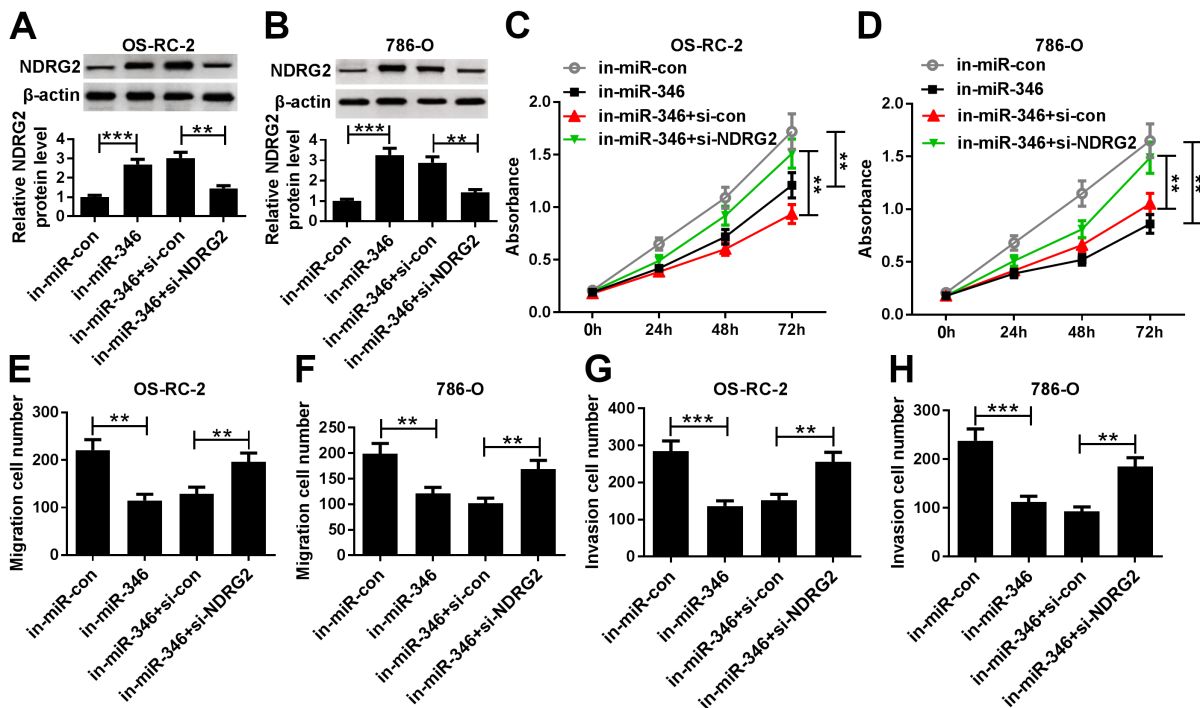 A
OS-RC-2
NDRG2
β-actin
Relative NDRG2
protein level
4
3
2
1
0
***
**
in-miR-con
in-miR-346
in-miR-346+si-con
in-miR-346+si-NDRG2
B
786-O
NDRG2
β-actin
Relative NDRG2
protein level
4
3
2
1
0
***
**
in-miR-con
in-miR-346
in-miR-346+si-con
in-miR-346+si-NDRG2
C
OS-RC-2
in-miR-con
in-miR-346
in-miR-346+si-con
in-miR-346+si-NDRG2
Absorbance
2.0
1.5
1.0
0.5
0.0
0h
24h
48h
72h
**
**
D
786-O
in-miR-con
in-miR-346
in-miR-346+si-con
in-miR-346+si-NDRG2
Absorbance
2.0
1.5
1.0
0.5
0.0
0h
24h
48h
72h
**
**
E
OS-RC-2
Migration cell number
300
200
100
0
**
**
in-miR-con
in-miR-346
in-miR-346+si-con
in-miR-346+si-NDRG2
F
786-O
Migration cell number
250
200
150
100
50
0
**
**
in-miR-con
in-miR-346
in-miR-346+si-con
in-miR-346+si-NDRG2
G
OS-RC-2
Invasion cell number
400
300
200
100
0
***
**
in-miR-con
in-miR-346
in-miR-346+si-con
in-miR-346+si-NDRG2
H
786-O
Invasion cell number
300
200
100
0
***
**
in-miR-con
in-miR-346
in-miR-346+si-con
in-miR-346+si-NDRG2